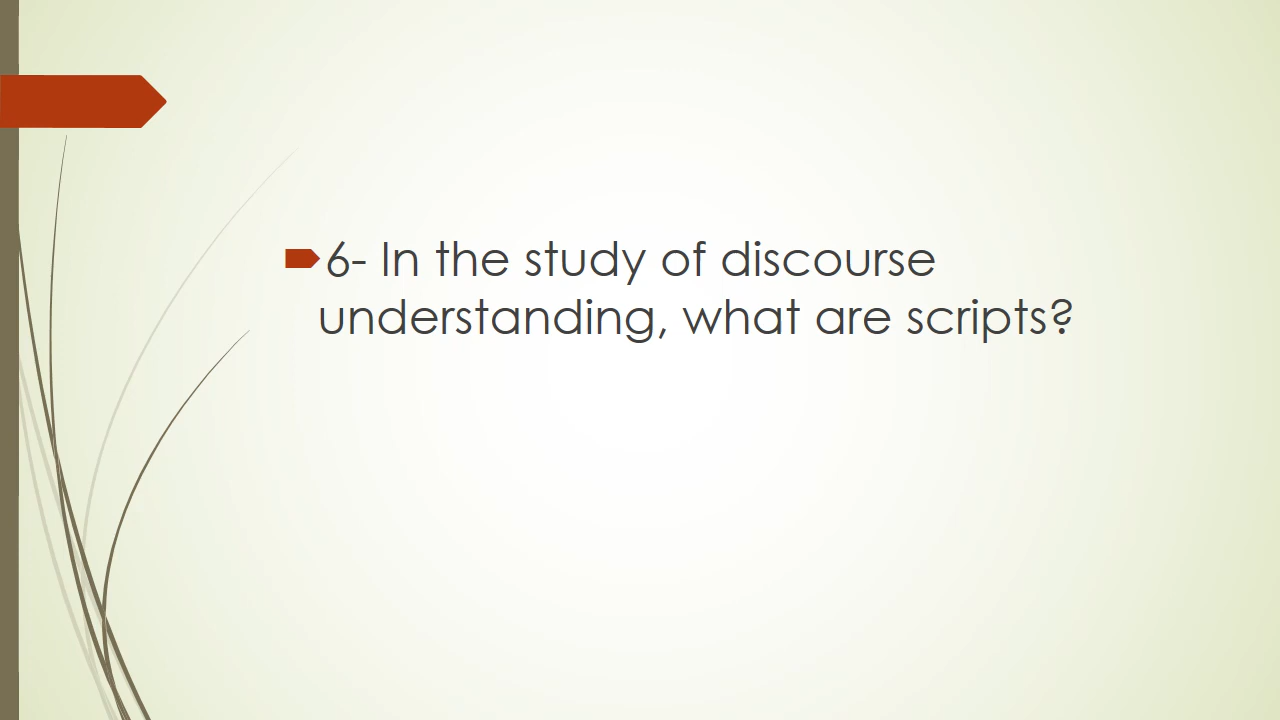 6- In the study of discourse
understanding, what are scripts?